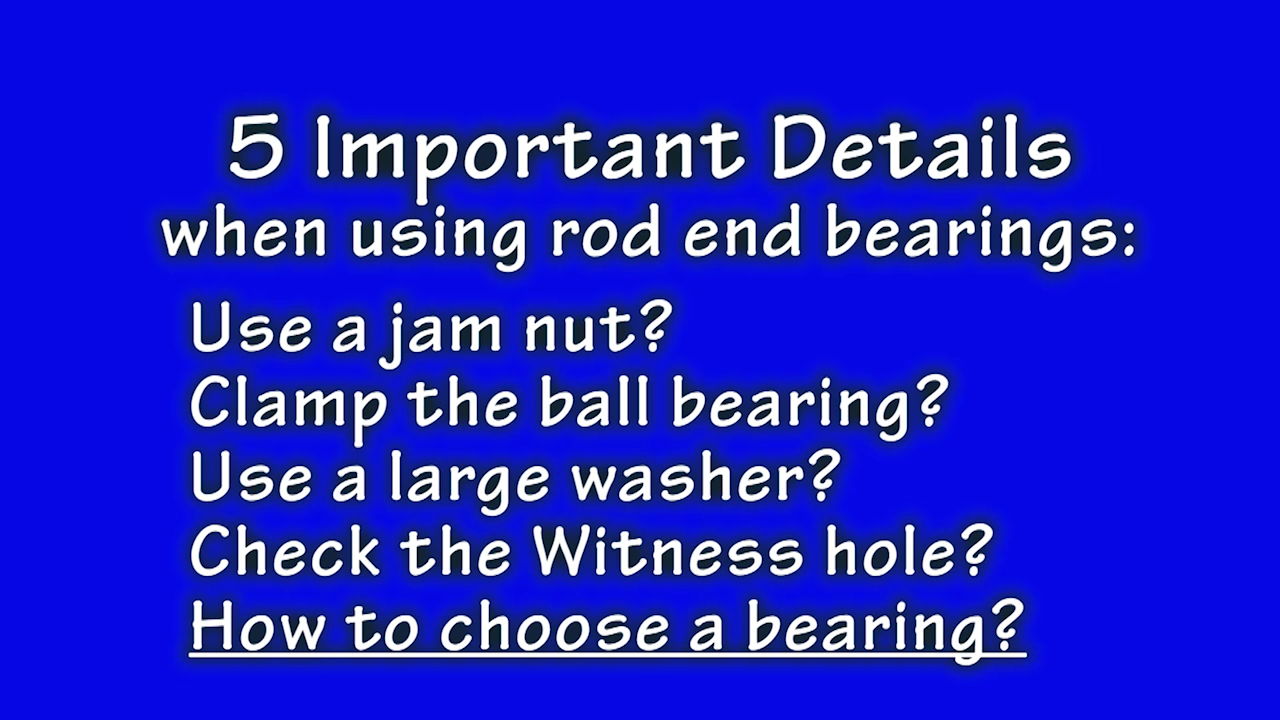 5 Important Details
when using rod end bearings:
Use a jam nut?
Clamp the ball bearing?
Use a large washer?
Check the Witness hole?
How to choose a bearing?